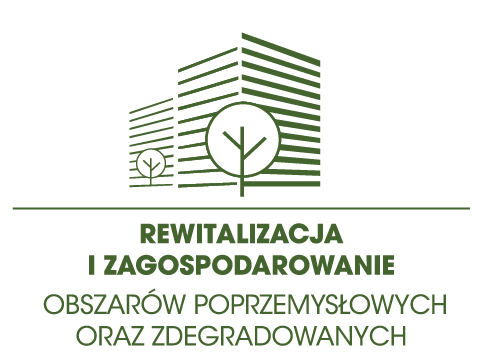 REWITALIZACJA
I ZAGOSPODAROWANIE
OBSZARÓW POPRZEMYSŁOWYCH
ORAZ ZDEGRADOWANYCH